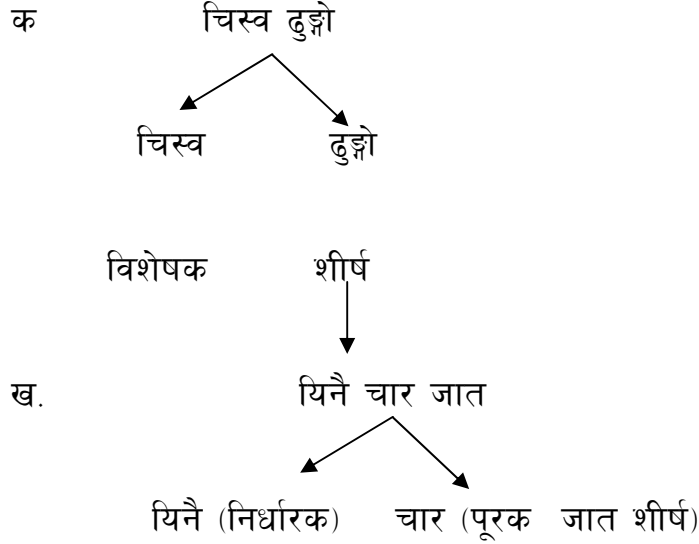 क चिस्व ढुङ्गो
चिस्व ढुङ्गो
विशेषक शीर्ष
ख. यिनै चार जात
यिनै (निर्धारक) चार (पूरक जात शीर्ष)